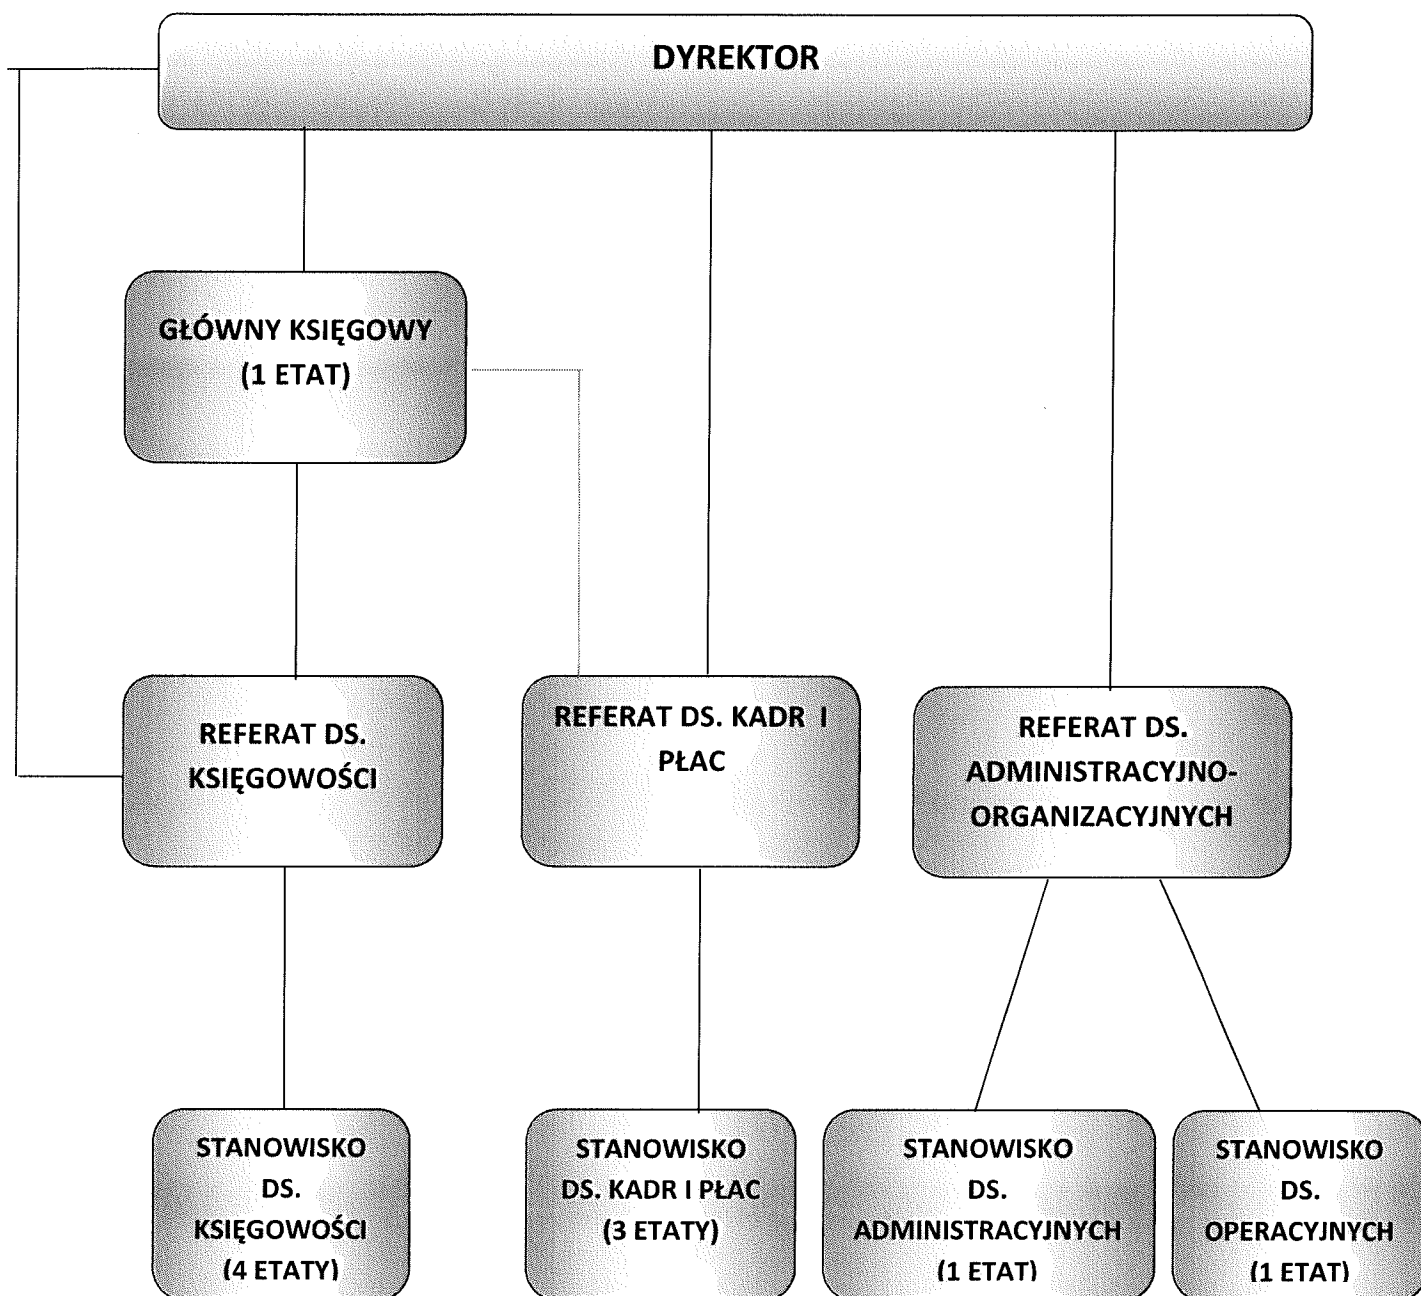 DYREKTOR
GŁÓWNY KSIĘGOWY
(1 ETAT)
REFERAT DS.
KSIĘGOWOŚCI
REFERAT DS. KADR I
PŁAC
REFERAT DS.
ADMINISTRACYJNO-
ORGANIZACYJNYCH
STANOWISKO
DS.
KSIĘGOWOŚCI
(4 ETATY)
STANOWISKO
DS. KADR I PŁAC
(3 ETATY)
STANOWISKO
DS.
ADMINISTRACYJNYCH
(1 ETAT)
STANOWISKO
DS.
OPERACYJNYCH
(1 ETAT)